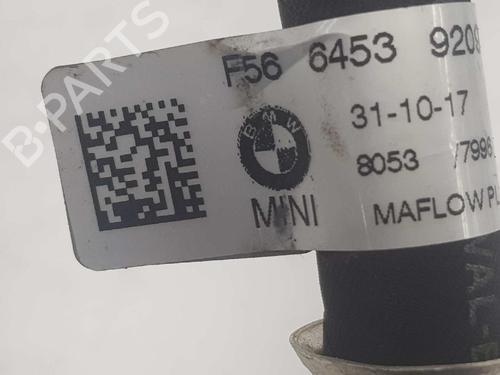 B-PARTS
F56 6453 9209
BMW
31-10-17
8053
MINI
MAFLOW